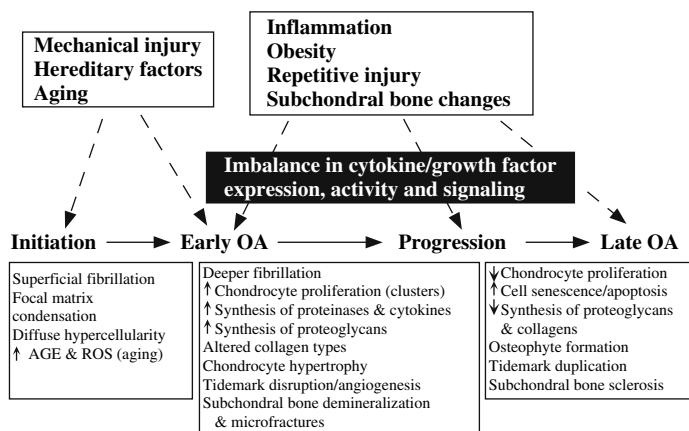 Mechanical injury
Hereditary factors
Aging
Inflammation
Obesity
Repetitive injury
Subchondral bone changes
Imbalance in cytokine/growth factor
expression, activity and signaling
Initiation
Early OA
Progression
Late OA
Superficial fibrillation
Focal matrix
condensation
Diffuse hypercellularity
↑ AGE & ROS (aging)
Deeper fibrillation
↑ Chondrocyte proliferation (clusters)
↑ Synthesis of proteinases & cytokines
↑ Synthesis of proteoglycans
Altered collagen types
Chondrocyte hypertrophy
Tidemark disruption/angiogenesis
Subchondral bone demineralization
& microfractures
↓ Chondrocyte proliferation
↑ Cell senescence/apoptosis
↓ Synthesis of proteoglycans
& collagens
Osteophyte formation
Tidemark duplication
Subchondral bone sclerosis